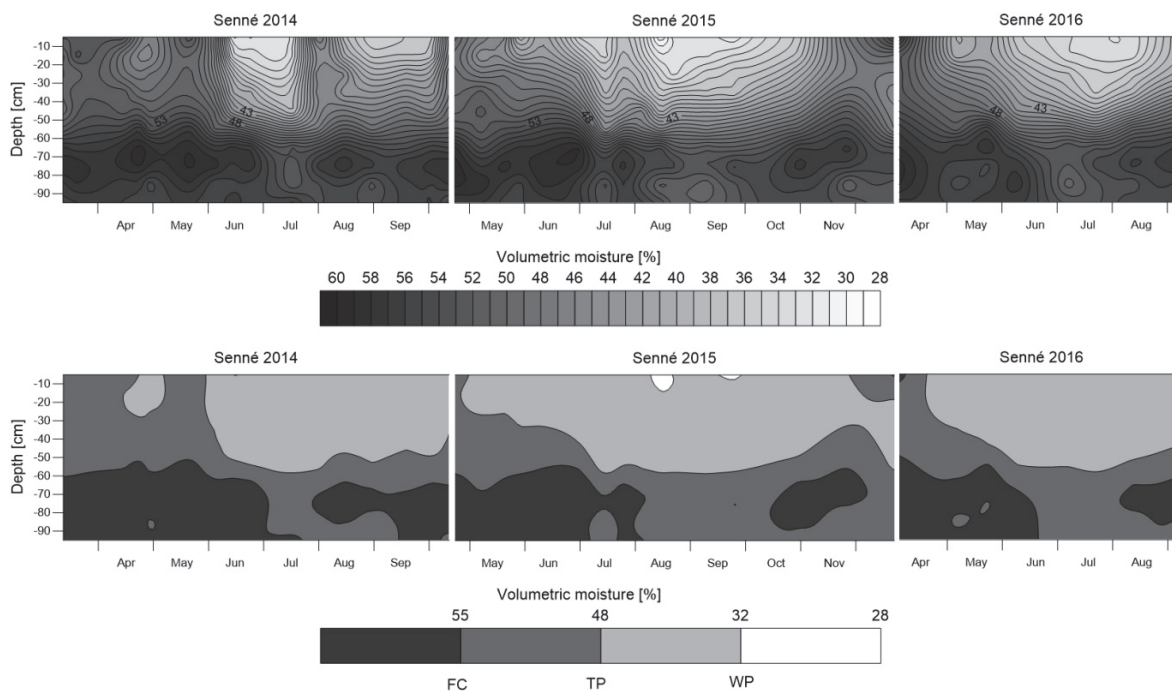 Senné 2014 Senné 2015 Senné 2016
Depth [cm]
-10
-20
-30
-40
-50
-60
-70
-80
-90
43
48
53
43
48
53
43
48
Apr May Jun Jul Aug Sep May Jun Jul Aug Sep Oct Nov Apr May Jun Jul Aug
Volumetric moisture [%]
60 58 56 54 52 50 48 46 44 42 40 38 36 34 32 30 28
Senné 2014 Senné 2015 Senné 2016
Depth [cm]
-10
-20
-30
-40
-50
-60
-70
-80
-90
Apr May Jun Jul Aug Sep May Jun Jul Aug Sep Oct Nov Apr May Jun Jul Aug
Volumetric moisture [%]
55 48 32 28
FC TP WP